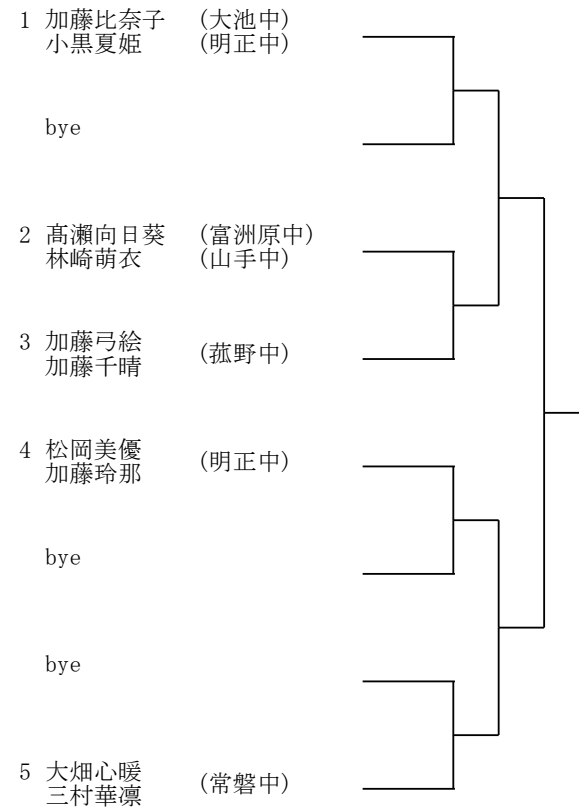 1 加藤比奈子 (大池中)
小黒夏姫 (明正中)
bye
2 髙瀨向日葵 (富洲原中)
林崎萌衣 (山手中)
3 加藤弓絵
加藤千晴 (菰野中)
4 松岡美優
加藤玲那 (明正中)
bye
bye
5 大畑心暖
三村華凛 (常磐中)